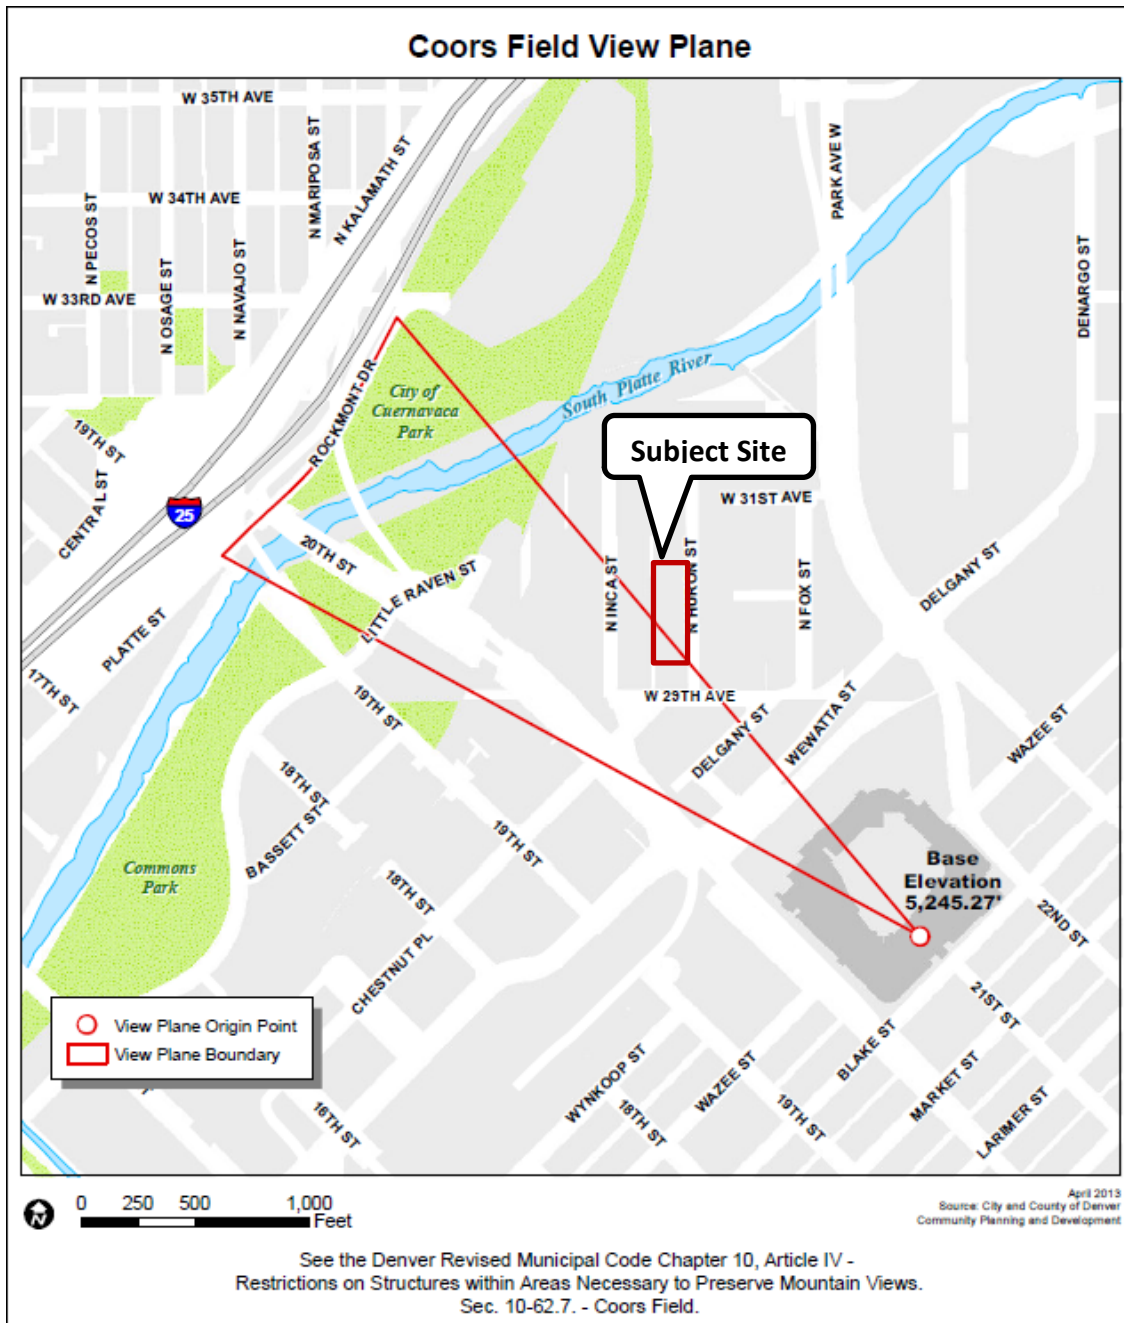 Coors Field View Plane
W 35TH AVE
N MARIPOSA ST
N KALAMATH ST
PARK AVE W
W 34TH AVE
N PECOS ST
N OSAGE ST
N NAVAJO ST
DENARGO ST
W 33RD AVE
ROCKMONT DR
City of
Cuernavaca
Park
South Platte River
19TH ST
CENTRAL ST
Subject Site
25
W 31ST AVE
20TH ST
N INCA ST
N HURON ST
N FOX ST
DELGANY ST
LITTLE RAVEN ST
PLATTE ST
17TH ST
19TH ST
W 29TH AVE
DELGANY ST
WEWATTA ST
WAZEE ST
18TH ST
BASSETT ST
19TH ST
Commons
Park
Base
Elevation
5,245.27'
18TH ST
CHESTNUT PL
22ND ST
21ST ST
View Plane Origin Point
View Plane Boundary
BLAKE ST
WYNKOOP ST
WAZEE ST
MARKET ST
16TH ST
18TH ST
19TH ST
LARIMER ST
N
0 250 500 1,000
Feet
April 2013
Source: City and County of Denver
Community Planning and Development
See the Denver Revised Municipal Code Chapter 10, Article IV -
Restrictions on Structures within Areas Necessary to Preserve Mountain Views.
Sec. 10-62.7. - Coors Field.